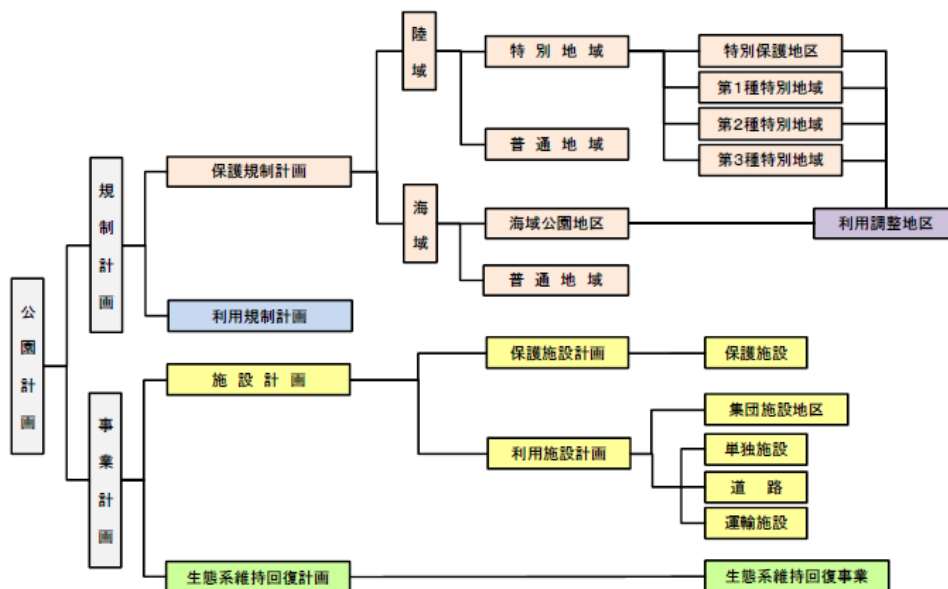 公園計画
規制計画
保護規制計画
陸域
特別地域
特別保護地区
第1種特別地域
第2種特別地域
第3種特別地域
普通地域
海域
海域公園地区
利用調整地区
普通地域
利用規制計画
事業計画
施設計画
保護施設計画
保護施設
利用施設計画
集団施設地区
単独施設
道路
運輸施設
生態系維持回復計画
生態系維持回復事業